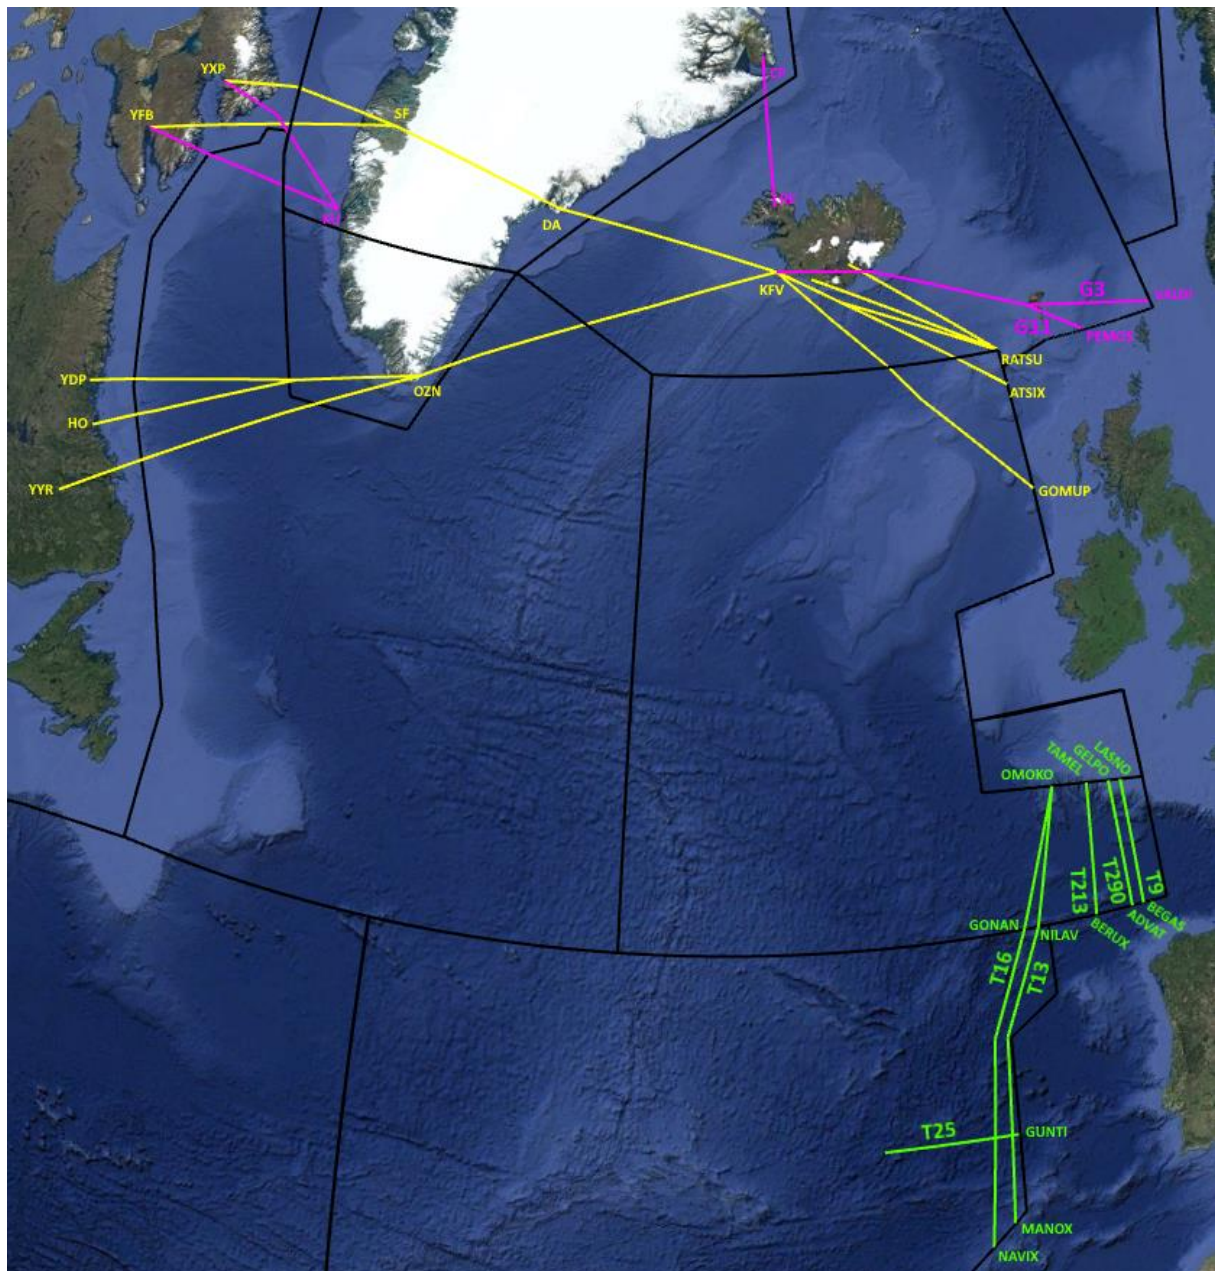 YXP
YFB
SF
DA
KFV
G3
G11
RATSU
ATSIX
YDP
OZN
HO
YYR
GOMUP
LASNO
GELPO
TAMEL
OMOKO
T9
T290
T213
BEGAS
ADVAT
BERUX
GONAN
NILAV
T16
T13
T25
GUNTI
MANOX
NAVIX